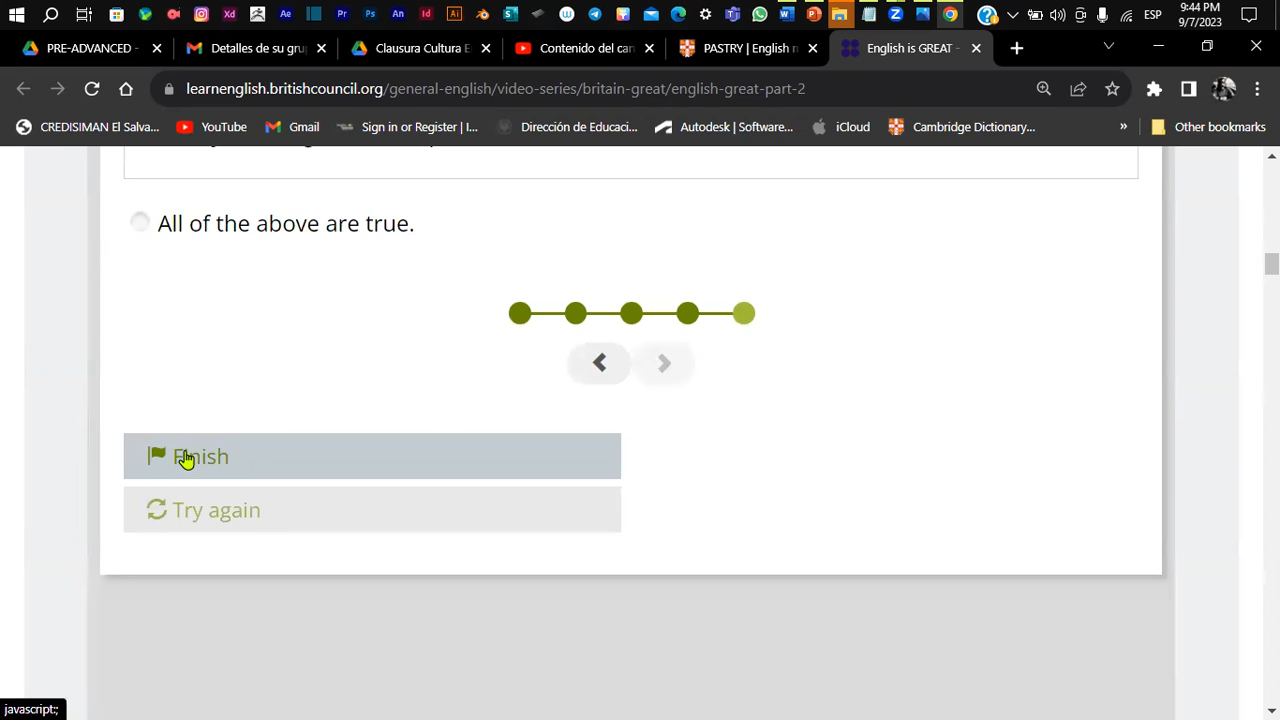 9:44 PM
ESP
9/7/2023
PRE-ADVANCED -
Detalles de su gru
Clausura Cultura E
Contenido del can
PASTRY | English n
English is GREAT -
learnenglish.britishcouncil.org/general-english/video-series/britain-great/english-great-part-2
CREDISIMAN El Salva...
YouTube
Gmail
Sign in or Register | I...
Dirección de Educaci...
Autodesk | Software...
iCloud
Cambridge Dictionary...
»
Other bookmarks
All of the above are true.
Finish
Try again
javascript:;